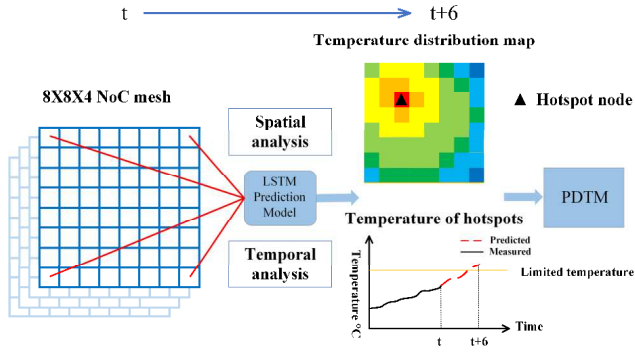 t
t+6
Temperature distribution map
8X8X4 NoC mesh
Spatial
analysis
Hotspot node
LSTM
Prediction
Model
PDTM
Temporal
analysis
Temperature of hotspots
Predicted
Measured
Limited temperature
Temperature °C
Time
t
t+6